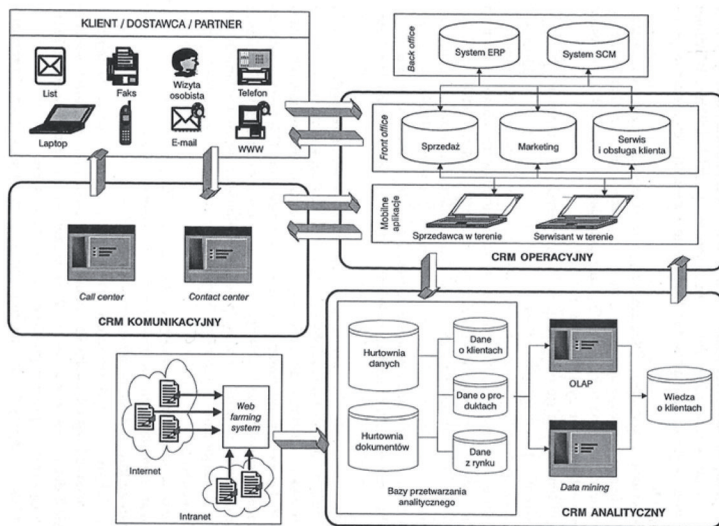 KLIENT / DOSTAWCA / PARTNER
List
Faks
Wizyta
osobista
Telefon
Laptop
E-mail
WWW
Back office
System ERP
System SCM
Front office
Sprzedaż
Marketing
Serwis
i obsługa klienta
Mobilne
aplikacje
Sprzedawca w terenie
Serwisant w terenie
CRM OPERACYJNY
Call center
Contact center
CRM KOMUNIKACYJNY
Internet
Web
farming
system
Intranet
Hurtownia
danych
Hurtownia
dokumentów
Dane
o klientach
Dane o pro-
duktach
Dane
z rynku
Bazy przetwarzania
analitycznego
OLAP
Data mining
Wiedza
o klientach
CRM ANALITYCZNY